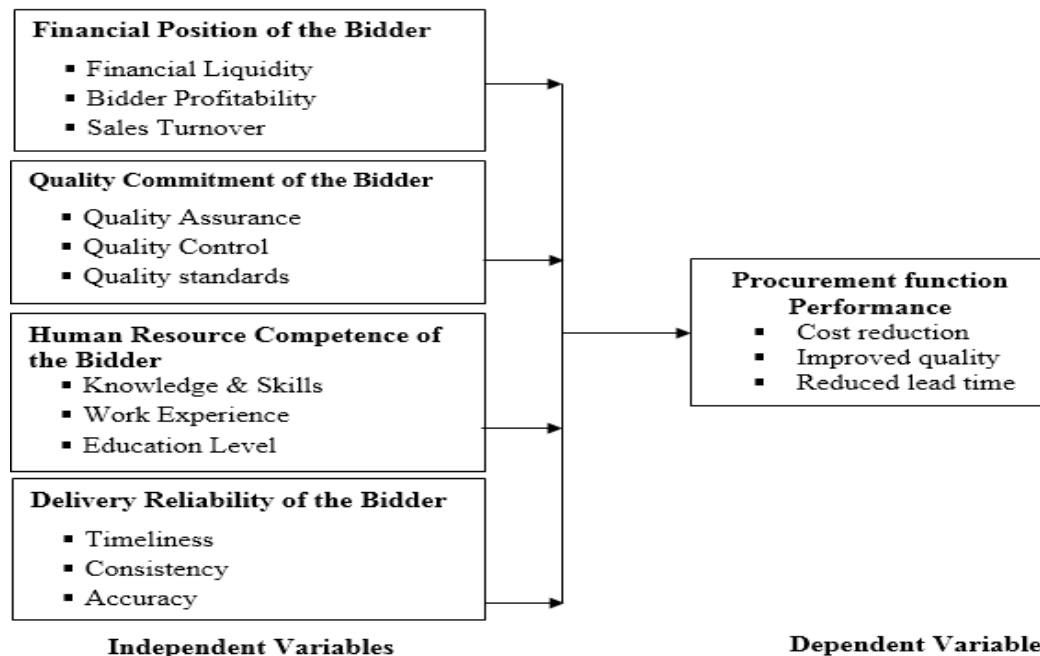 Financial Position of the Bidder
▪ Financial Liquidity
▪ Bidder Profitability
▪ Sales Turnover
Quality Commitment of the Bidder
▪ Quality Assurance
▪ Quality Control
▪ Quality standards
Human Resource Competence of
the Bidder
▪ Knowledge & Skills
▪ Work Experience
▪ Education Level
Delivery Reliability of the Bidder
▪ Timeliness
▪ Consistency
▪ Accuracy
Independent Variables
Procurement function
Performance
▪ Cost reduction
▪ Improved quality
▪ Reduced lead time
Dependent Variable